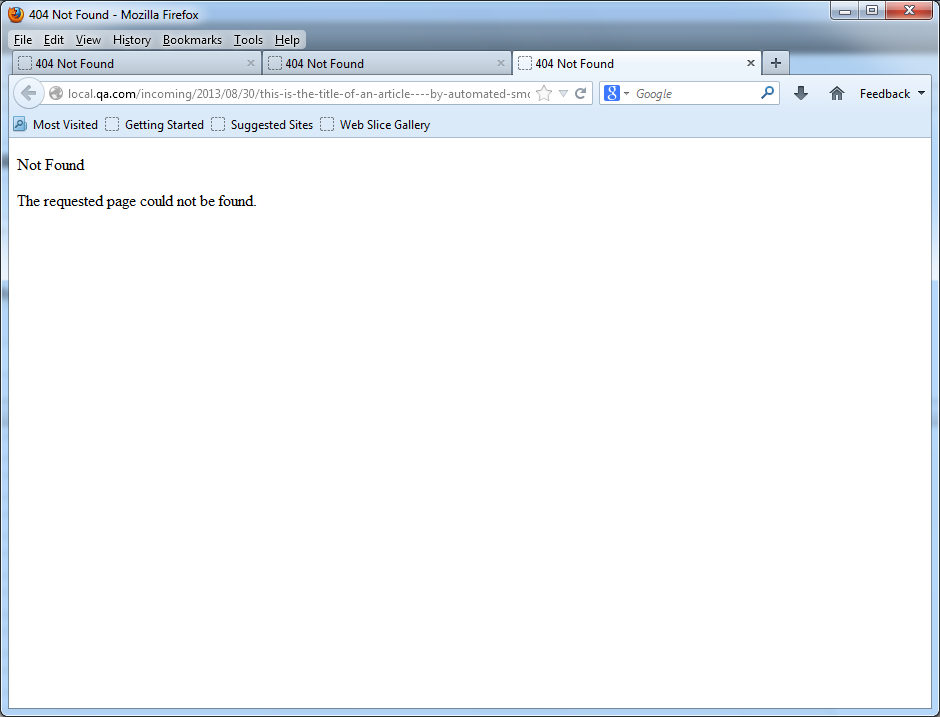 404 Not Found - Mozilla Firefox
File Edit View History Bookmarks Tools Help
404 Not Found 404 Not Found 404 Not Found
local.qa.com/incoming/2013/08/30/this-is-the-title-of-an-article----by-automated-smo Google Feedback
Most Visited Getting Started Suggested Sites Web Slice Gallery
Not Found
The requested page could not be found.